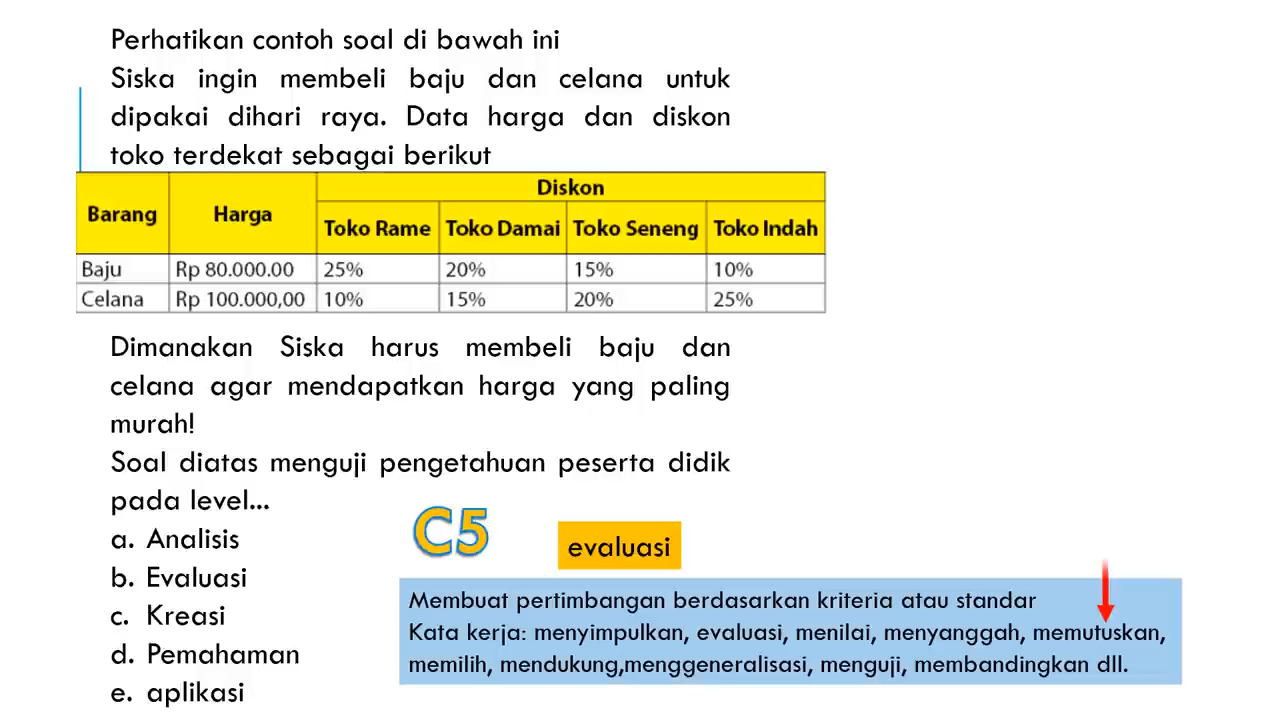 Perhatikan contoh soal di bawah ini
Siska ingin membeli baju dan celana untuk
dipakai dihari raya. Data harga dan diskon
toko terdekat sebagai berikut
Barang Harga Diskon
Toko Rame Toko Damai Toko Seneng Toko Indah
Baju Rp 80.000.00 25% 20% 15% 10%
Celana Rp 100.000,00 10% 15% 20% 25%
Dimanakan Siska harus membeli baju dan
celana agar mendapatkan harga yang paling
murah!
Soal diatas menguji pengetahuan peserta didik
pada level...
a. Analisis
b. Evaluasi
c. Kreasi
d. Pemahaman
e. aplikasi
C5
evaluasi
Membuat pertimbangan berdasarkan kriteria atau standar
Kata kerja: menyimpulkan, evaluasi, menilai, menyanggah, memutuskan,
memilih, mendukung,menggeneralisasi, menguji, membandingkan dll.